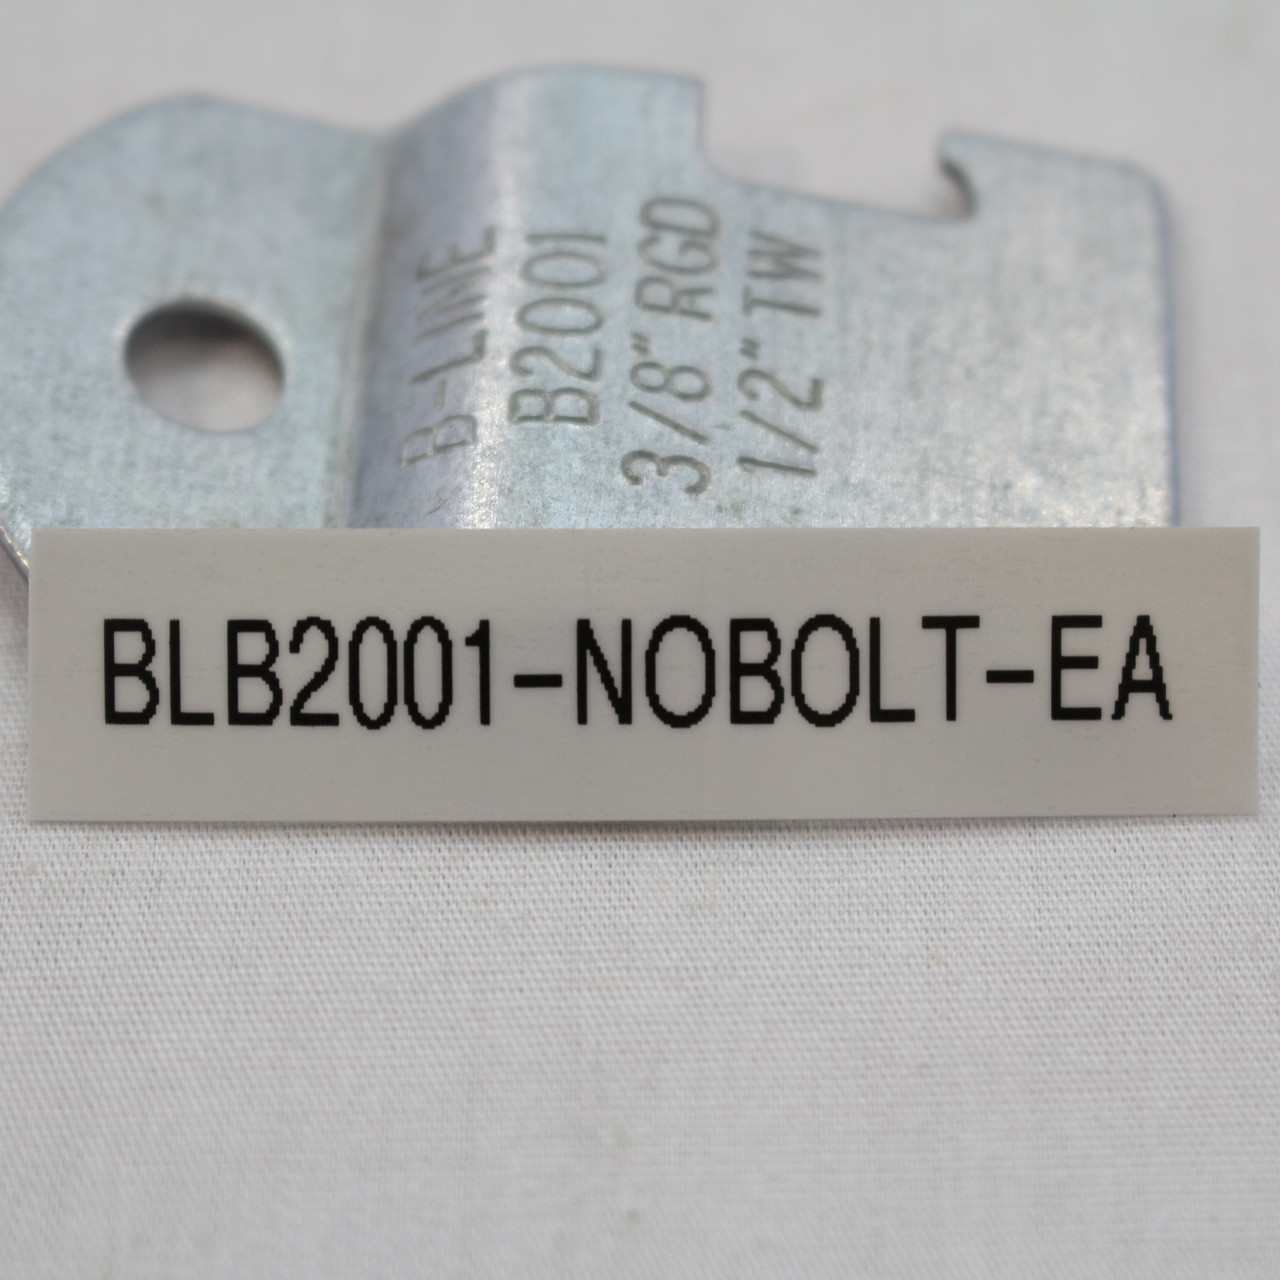 B-LINE
B2001
3/8" RGD
1/2" TW
BLB2001-NOBOLT-EA